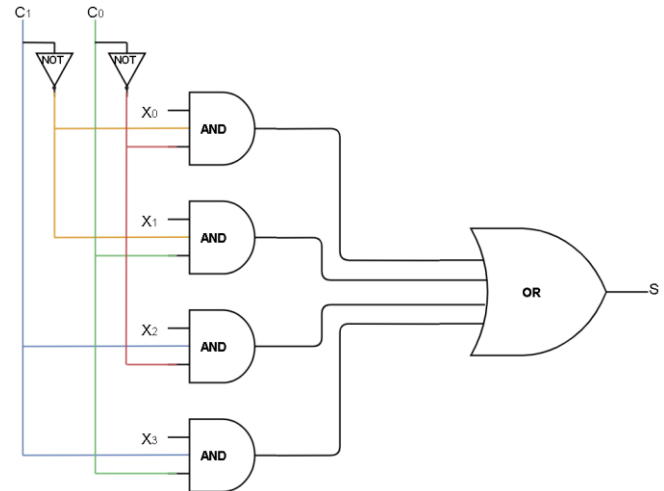 C1 C0
NOT NOT
X0
AND
X1
AND
OR
S
X2
AND
X3
AND